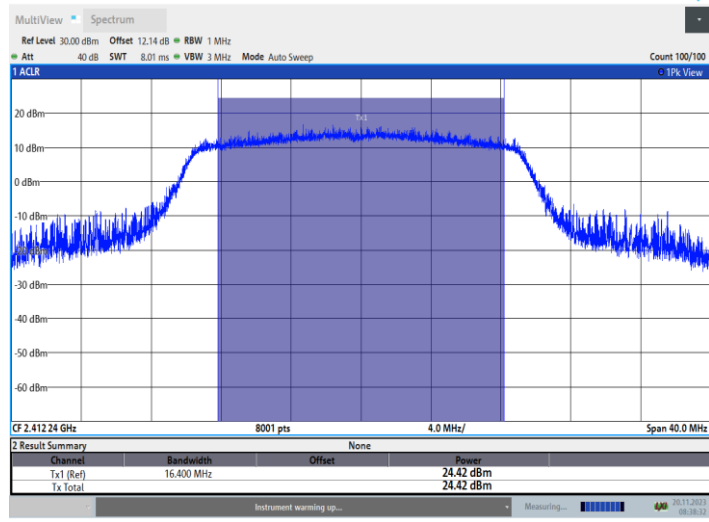 MultiView Spectrum
Ref Level 30.00 dBm Offset 12.14 dB RBW 1 MHz
Att 40 dB SWT 8.01 ms VBW 3 MHz Mode Auto Sweep Count 100/100
1 ACLR 1Pk View
Tx1
20 dBm
10 dBm
0 dBm
-10 dBm
-20 dBm
-30 dBm
-40 dBm
-50 dBm
-60 dBm
CF 2.412 24 GHz 8001 pts 4.0 MHz/ Span 40.0 MHz
2 Result Summary None
Channel Bandwidth Offset Power
Tx1 (Ref) 16.400 MHz 24.42 dBm
Tx Total 24.42 dBm
Instrument warming up... Measuring... 20.11.2023
08:38:32